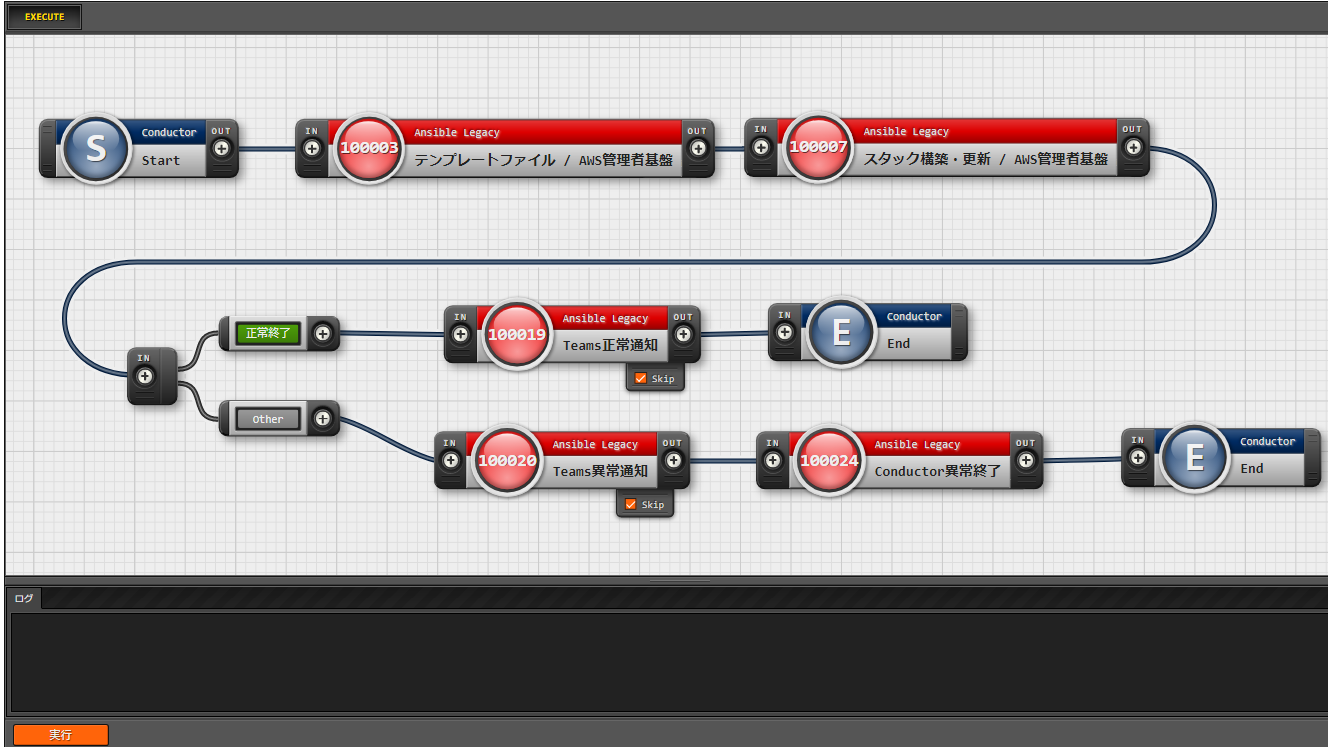 EXECUTE
S
Conductor
Start
OUT
IN
100003
Ansible Legacy
テンプレートファイル / AWS管理者基盤
OUT
IN
100007
Ansible Legacy
スタック構築・更新 / AWS管理者基盤
OUT
IN
正常終了
IN
100019
Ansible Legacy
Teams正常通知
OUT
Skip
IN
E
Conductor
End
Other
IN
100020
Ansible Legacy
Teams異常通知
OUT
Skip
IN
100024
Ansible Legacy
Conductor異常終了
OUT
IN
E
Conductor
End
ログ
実行